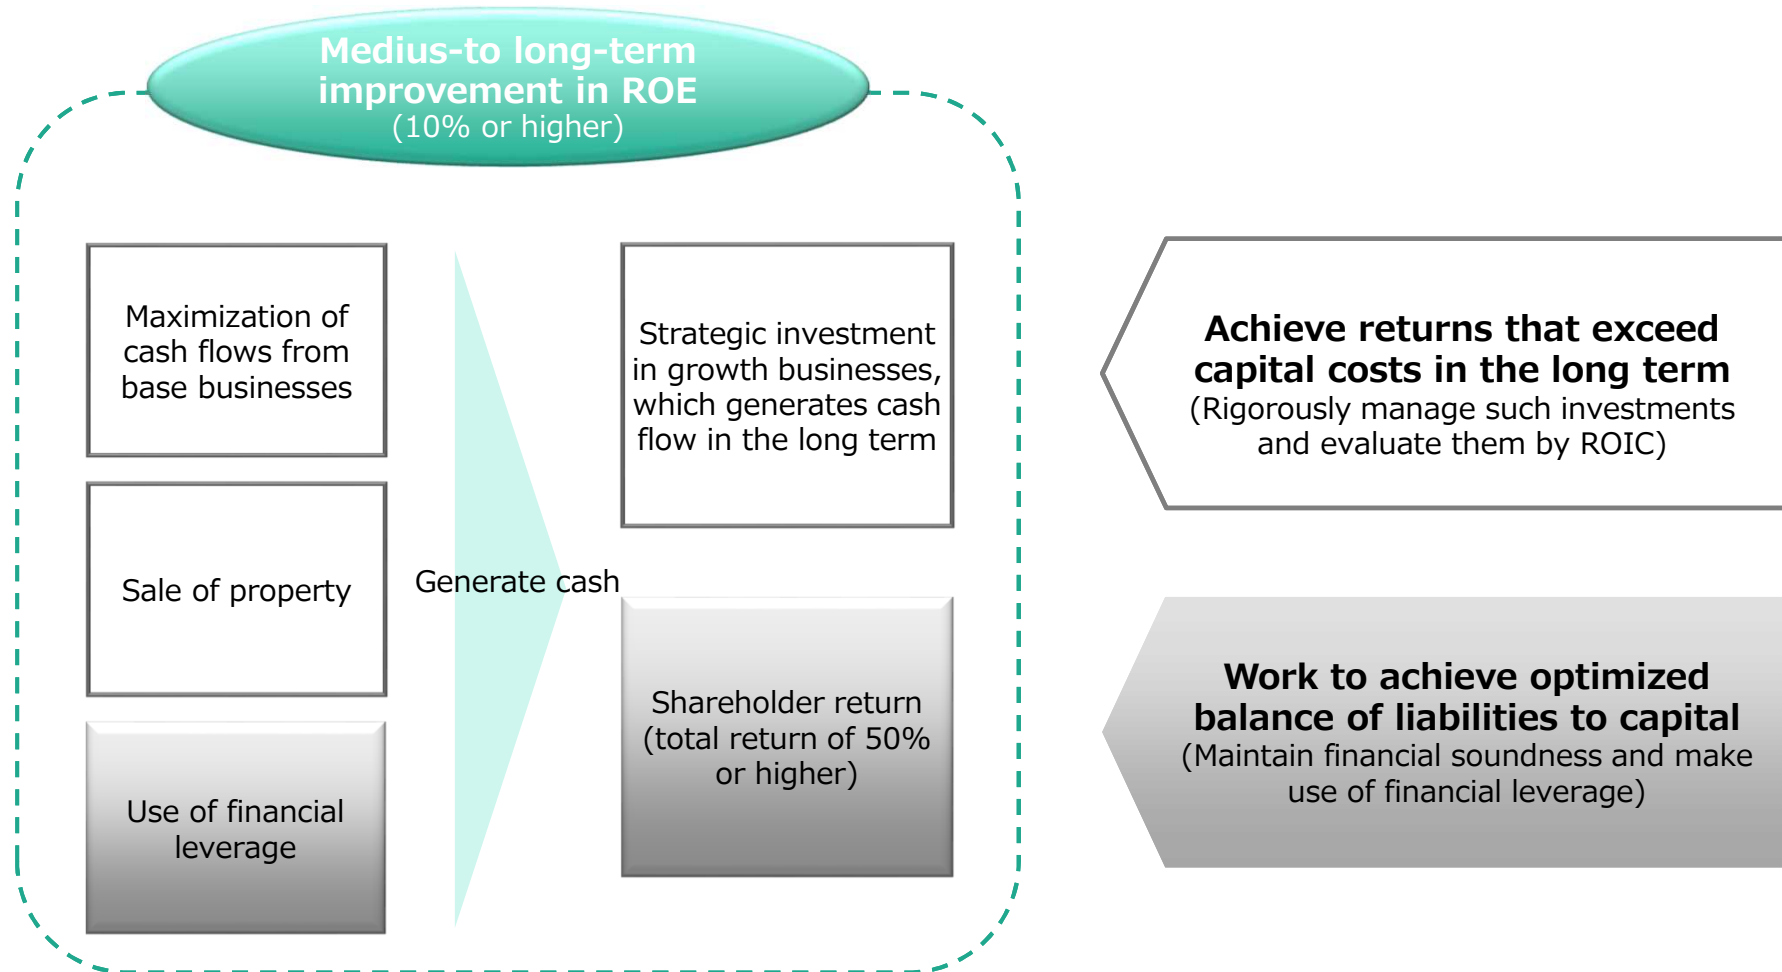 Medius-to long-term
improvement in ROE
(10% or higher)
Maximization of
cash flows from
base businesses
Sale of property
Use of financial
leverage
Generate cash
Strategic investment
in growth businesses,
which generates cash
flow in the long term
Shareholder return
(total return of 50%
or higher)
Achieve returns that exceed
capital costs in the long term
(Rigorously manage such investments
and evaluate them by ROIC)
Work to achieve optimized
balance of liabilities to capital
(Maintain financial soundness and make
use of financial leverage)